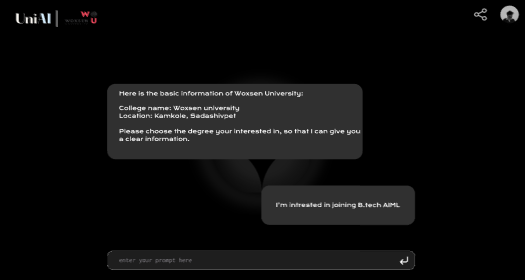 UniAI
WOXSEN
W
U
Here is the basic information of Woxsen University:
College name: Woxsen university
Location: Kamkole, Sadashivpet
Please choose the degree your interested in, so that I can give you
a clear information.
I'm intrested in joining B.tech AIML
enter your prompt here